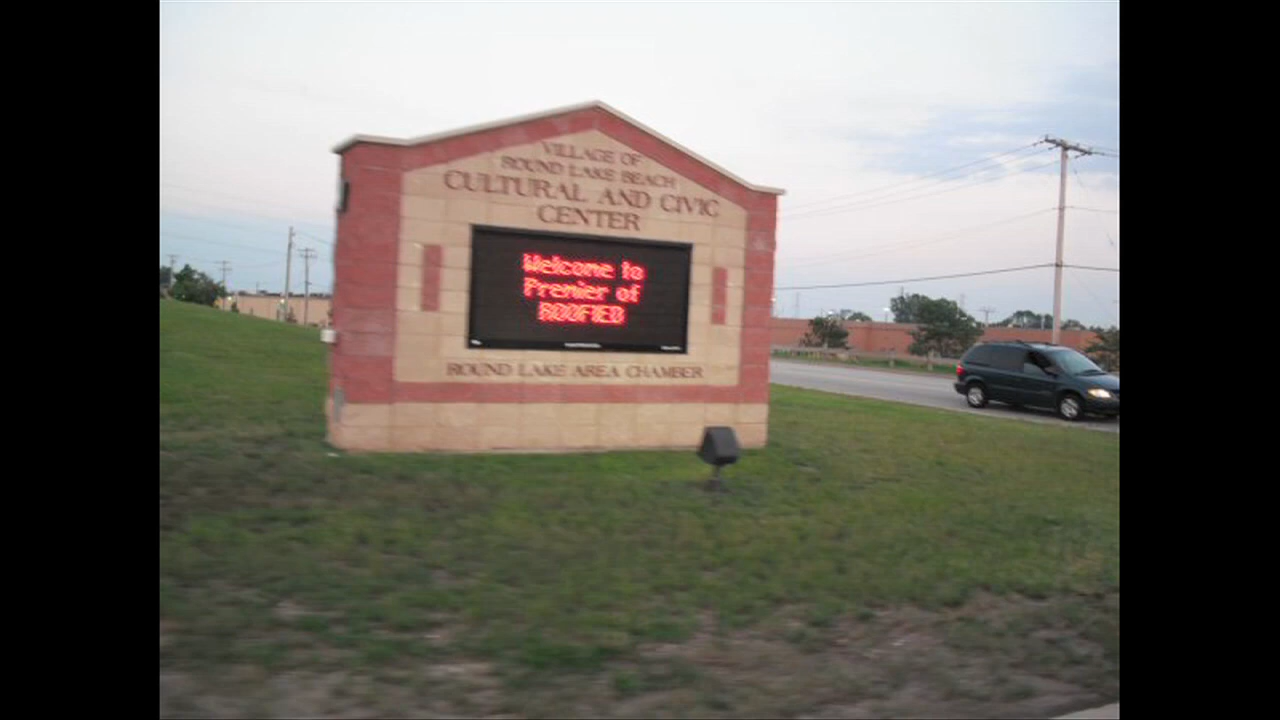 VILLAGE OF
ROUND LAKE BEACH
CULTURAL AND CIVIC
CENTER
Welcome to
Premier of
ROOFIED
ROUND LAKE AREA CHAMBER